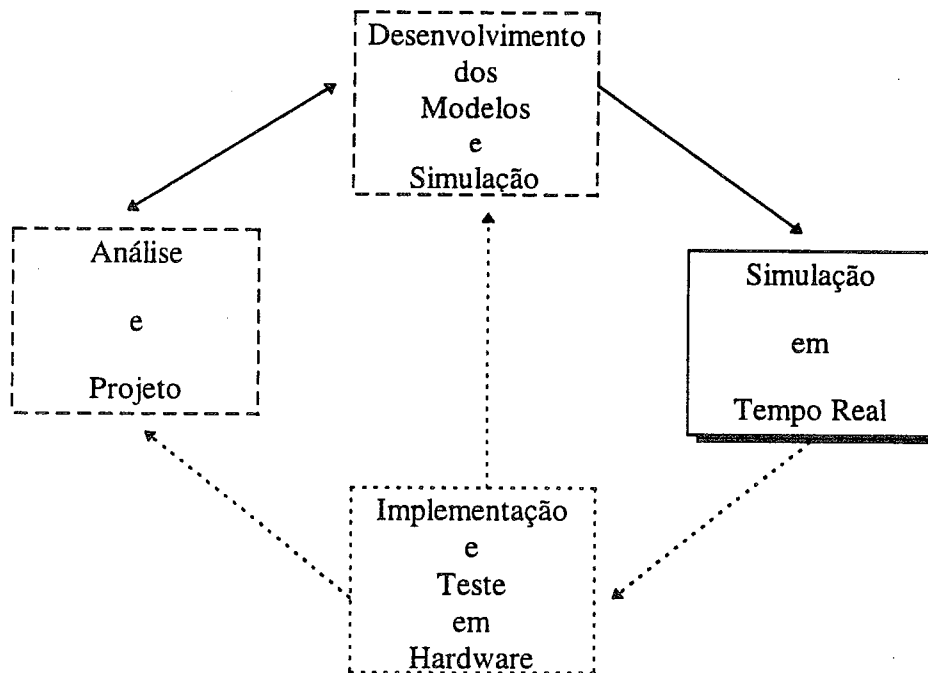 Desenvolvimento
dos
Modelos
e
Simulação
Análise
e
Projeto
Simulação
em
Tempo Real
Implementação
e
Teste
em
Hardware